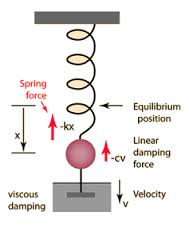 Spring
force
Equilibrium
position
-kx
x
Linear
damping
force
-cv
viscous
damping
Velocity
v